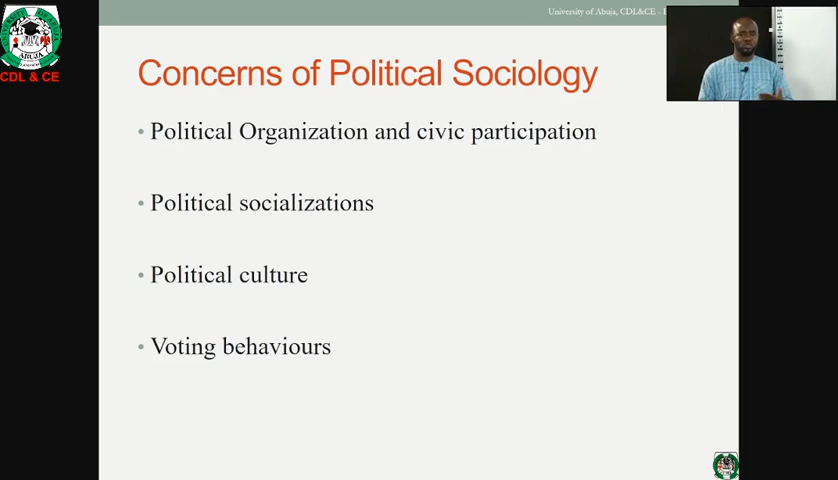 University of Abuja, CDL&CE -
CDL & CE
Concerns of Political Sociology
• Political Organization and civic participation
• Political socializations
• Political culture
• Voting behaviours